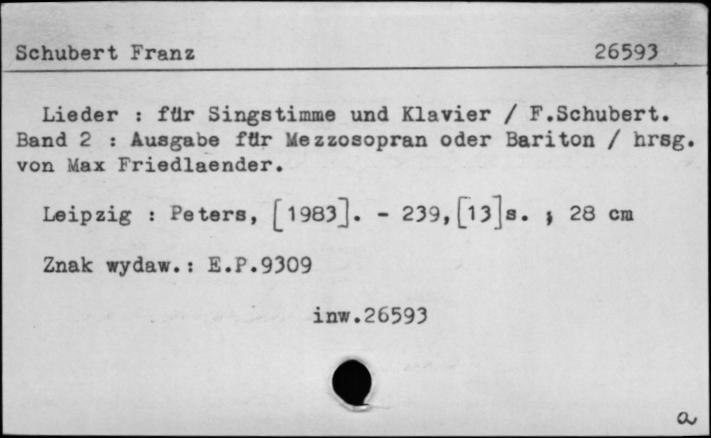 Schubert Franz 26593
Lieder : für Singstimme und Klavier / F.Schubert.
Band 2 : Ausgabe für Mezzosopran oder Bariton / hrsg.
von Max Friedlaender.
Leipzig : Peters, [1983]. - 239,[13]s. ; 28 cm
Znak wydaw.: E.P.9309
inw.26593
a